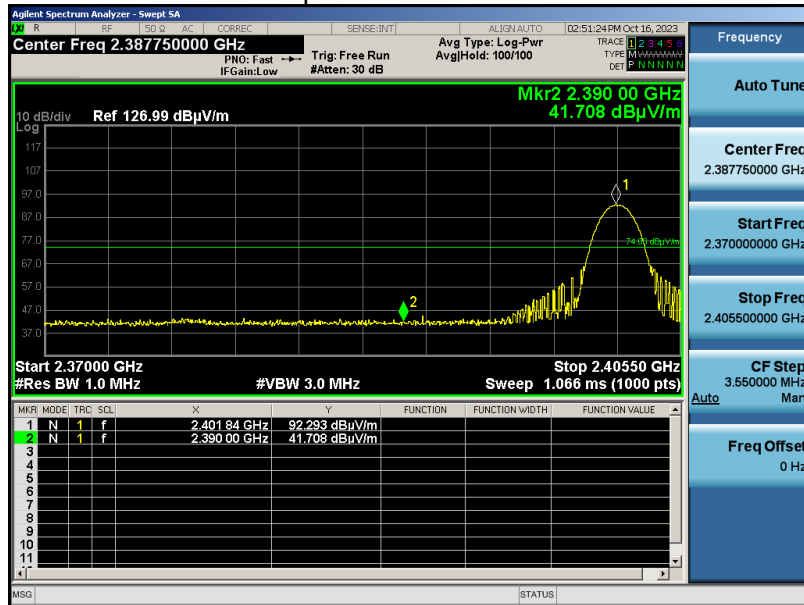 Agilent Spectrum Analyzer - Swept SA
LXI R RF 50 Ω AC CORREC SENSE:INT ALIGN AUTO 02:51:24 PM Oct 16, 2023
Center Freq 2.387750000 GHz
PNO: Fast
IFGain:Low
Trig: Free Run
#Atten: 30 dB
Avg Type: Log-Pwr
Avg|Hold: 100/100
TRACE 1 2 3 4 5 6
TYPE M
DET P N N N N N
Frequency
Mkr2 2.390 00 GHz
41.708 dBµV/m
10 dB/div Ref 126.99 dBµV/m
Log
117
107
97.0
87.0
77.0
67.0
57.0
47.0
37.0
1
74.00 dBµV/m
2
Start 2.37000 GHz Stop 2.40550 GHz
#Res BW 1.0 MHz #VBW 3.0 MHz Sweep 1.066 ms (1000 pts)
MKR MODE TRC SCL X Y FUNCTION FUNCTION WIDTH FUNCTION VALUE
1 N 1 f 2.401 84 GHz 92.293 dBµV/m
2 N 1 f 2.390 00 GHz 41.708 dBµV/m
3
4
5
6
7
8
9
10
11
Auto Tune
Center Freq
2.387750000 GHz
Start Freq
2.370000000 GHz
Stop Freq
2.405500000 GHz
CF Step
3.550000 MHz
Auto Man
Freq Offset
0 Hz
MSG STATUS